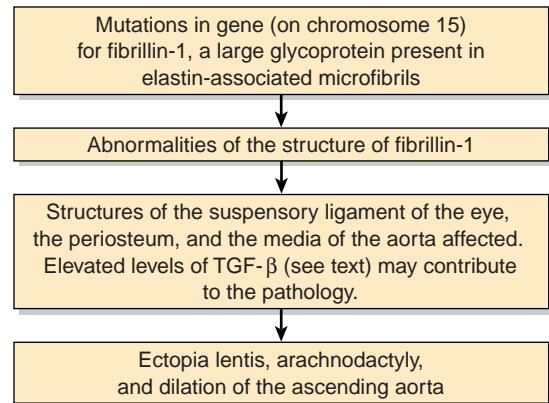 Mutations in gene (on chromosome 15)
for fibrillin-1, a large glycoprotein present in
elastin-associated microfibrils
Abnormalities of the structure of fibrillin-1
Structures of the suspensory ligament of the eye,
the periosteum, and the media of the aorta affected.
Elevated levels of TGF-β (see text) may contribute
to the pathology.
Ectopia lentis, arachnodactyly,
and dilation of the ascending aorta